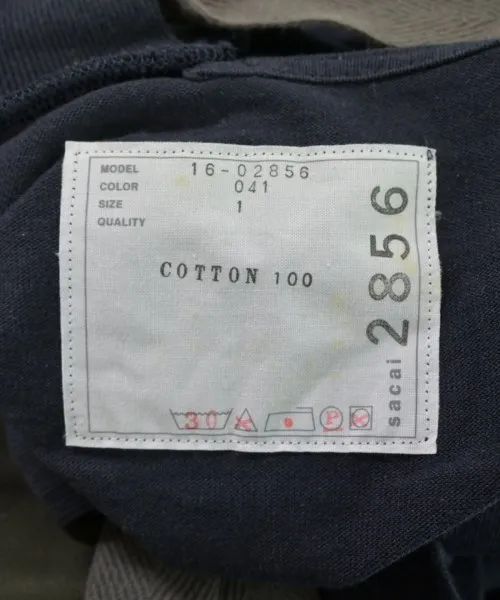 MODEL 16-02856
COLOR 041
SIZE 1
QUALITY
COTTON 100
30
P
sacai 2856